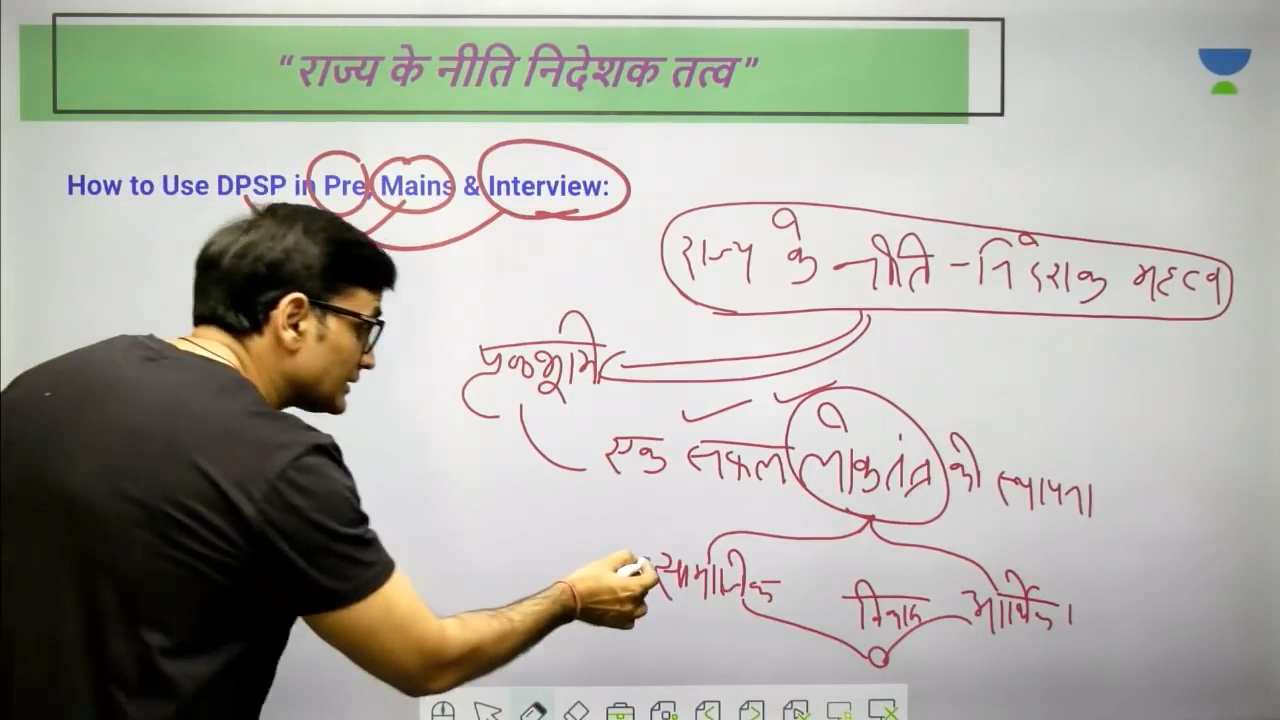 “राज्य के नीति निदेशक तत्व”
How to Use DPSP in Pre, Mains & Interview:
राज्य के नीति-निदेशक महत्व
पृष्ठभूमि
एक सफल लोकतंत्र की स्थापना
सामाजिक आर्थिक।